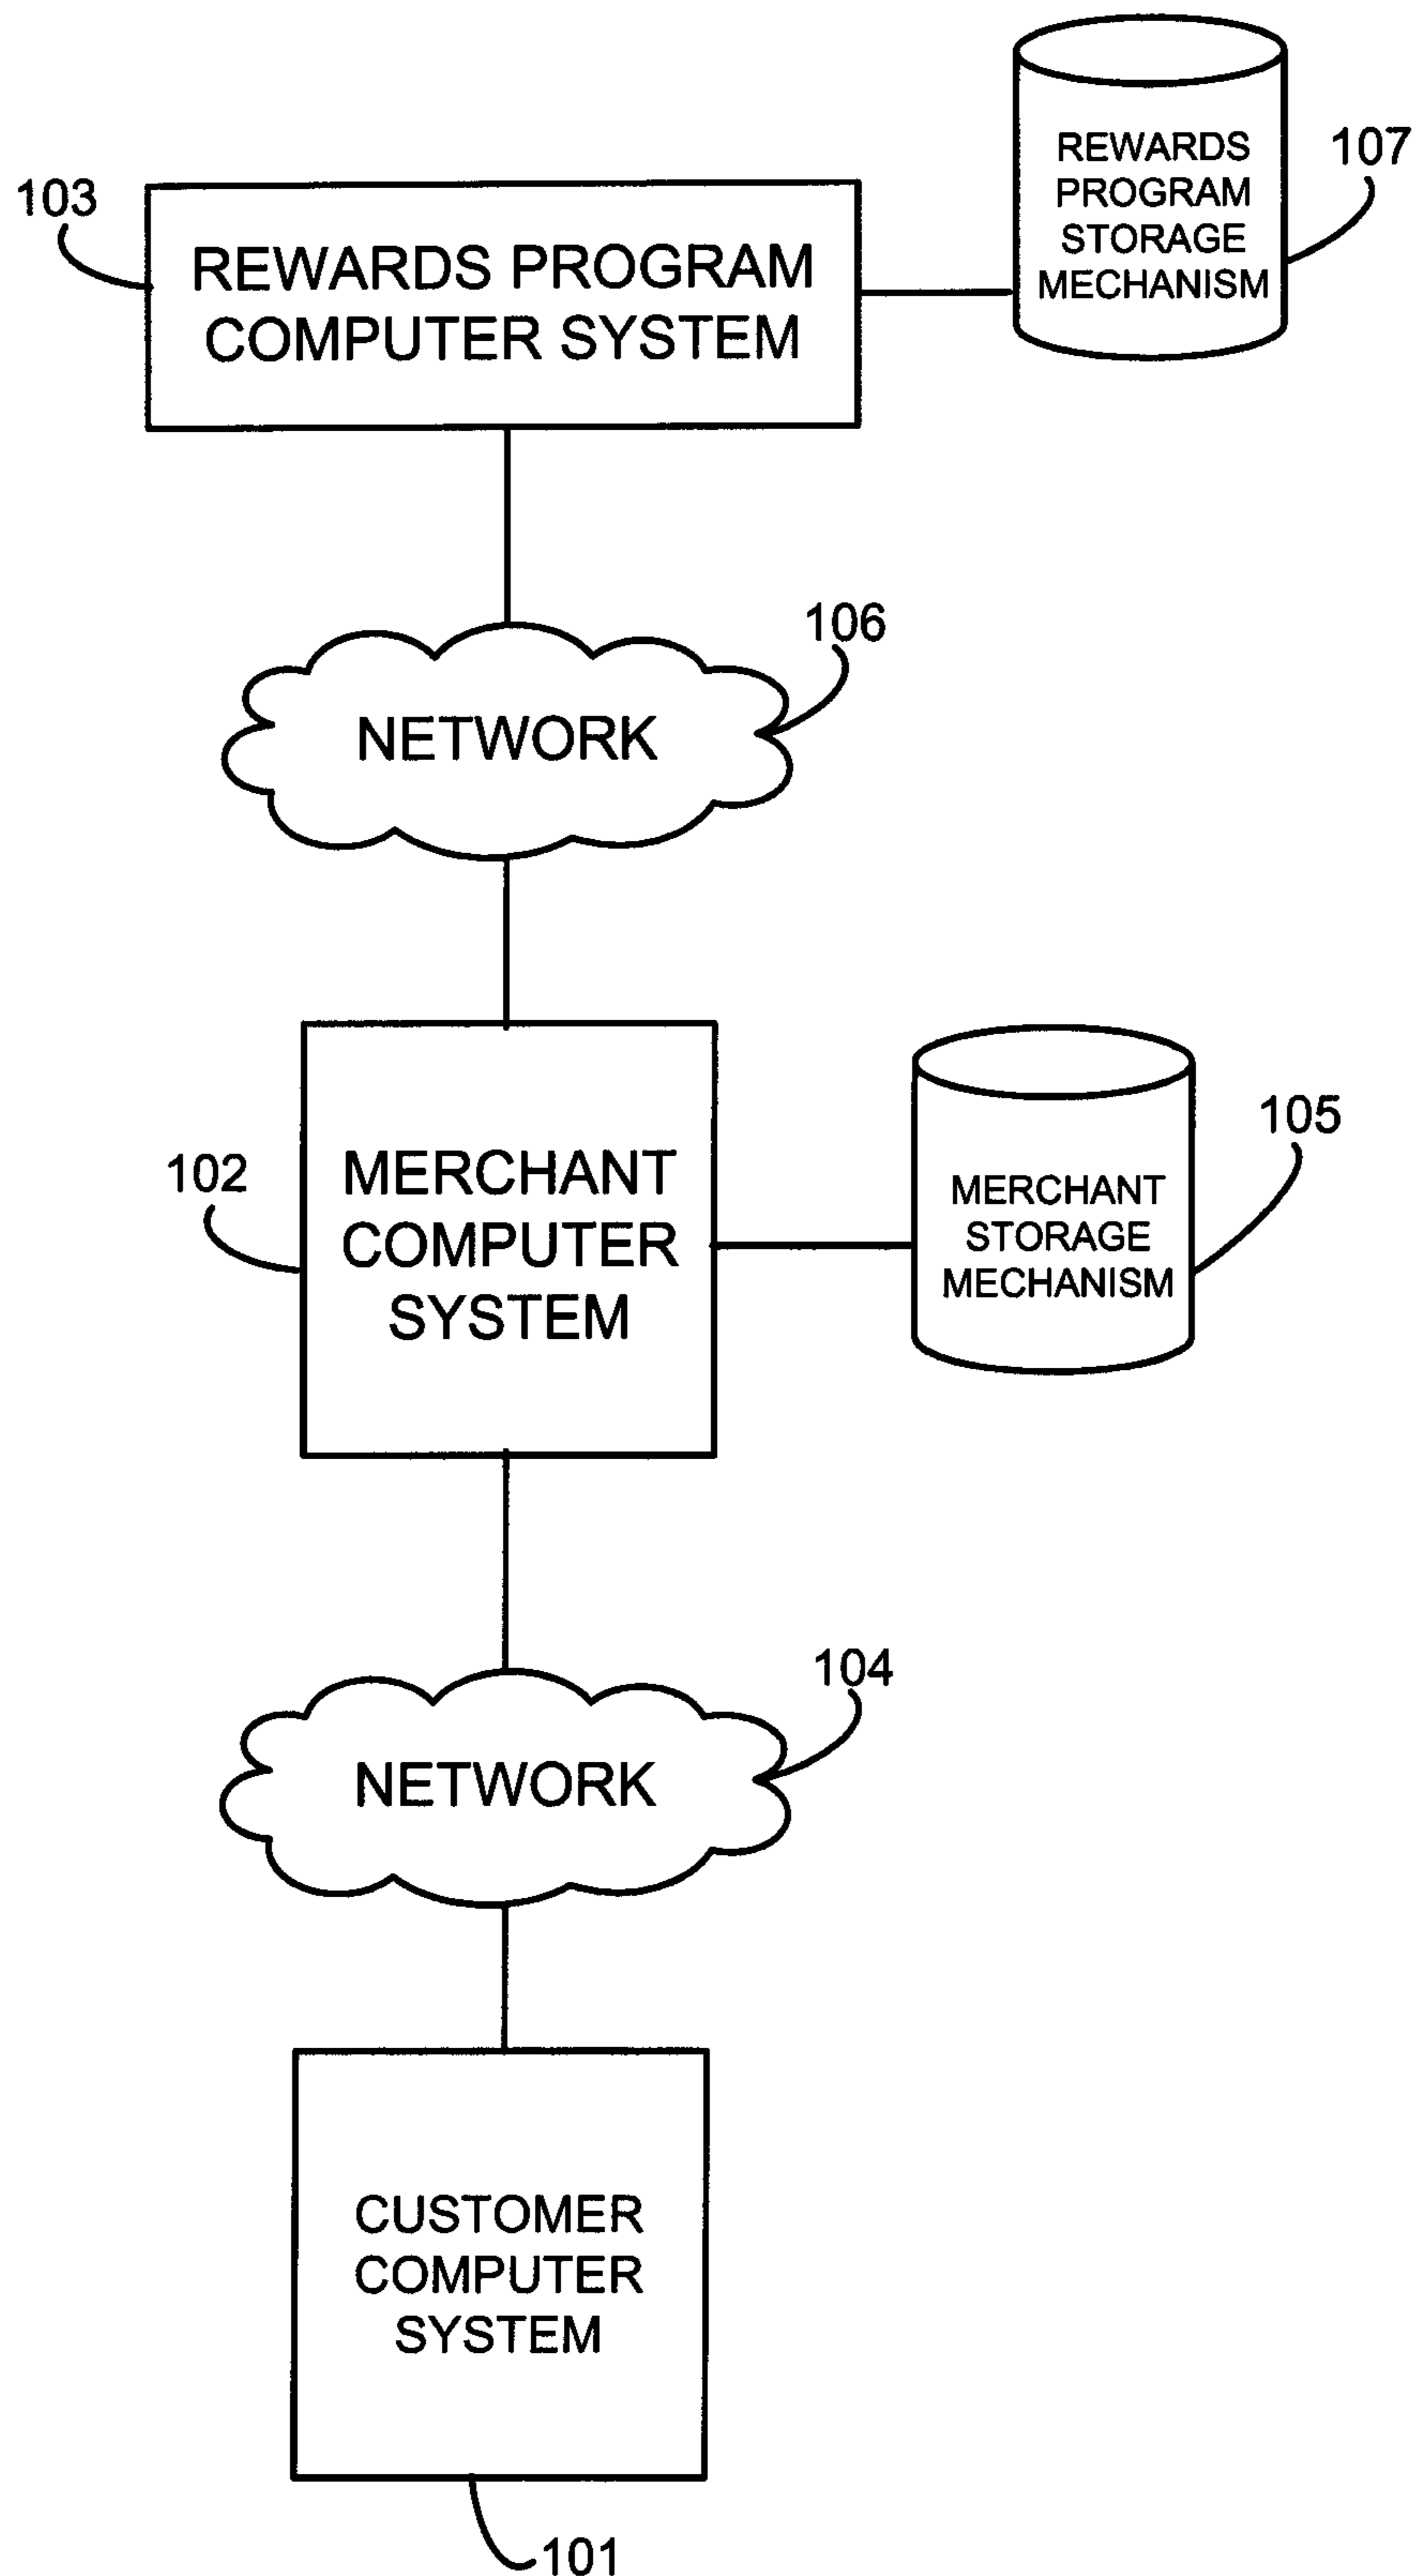 REWARDS
PROGRAM
STORAGE
MECHANISM
107
103
REWARDS PROGRAM
COMPUTER SYSTEM
106
NETWORK
102
MERCHANT
COMPUTER
SYSTEM
105
MERCHANT
STORAGE
MECHANISM
104
NETWORK
CUSTOMER
COMPUTER
SYSTEM
101